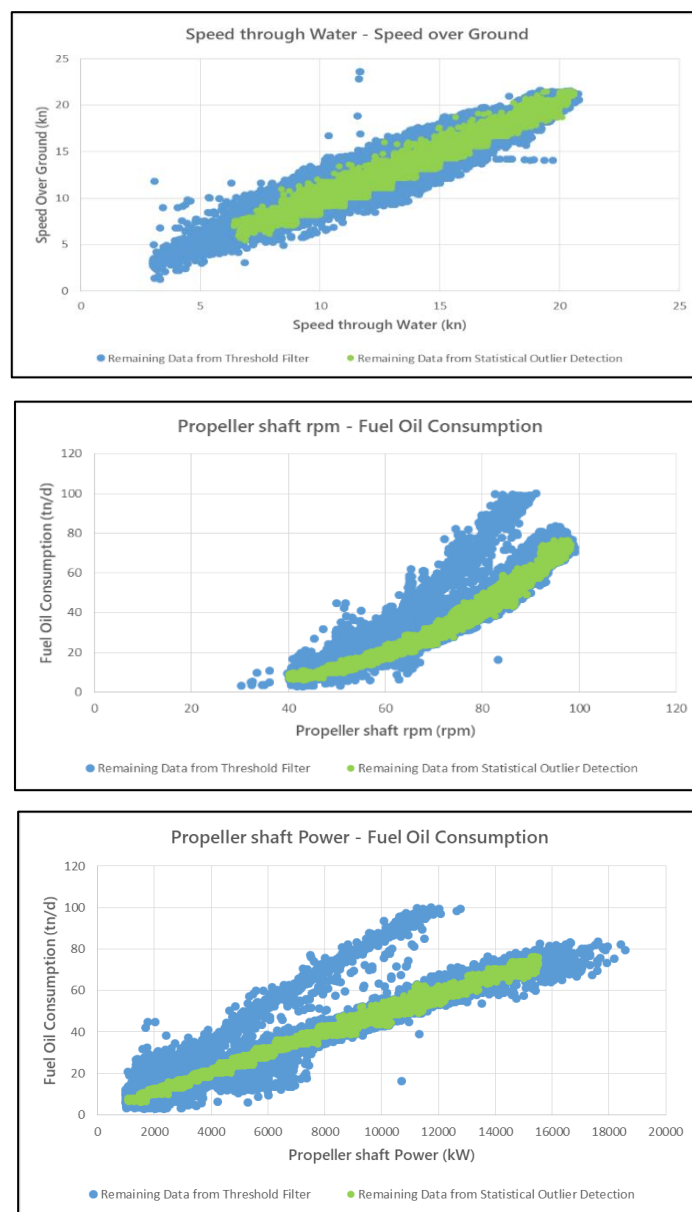 Speed through Water - Speed over Ground
25
20
15
10
5
0
Speed Over Ground (kn)
0 5 10 15 20 25
Speed through Water (kn)
Remaining Data from Threshold Filter Remaining Data from Statistical Outlier Detection
Propeller shaft rpm - Fuel Oil Consumption
120
100
80
60
40
20
0
Fuel Oil Consumption (tn/d)
0 20 40 60 80 100 120
Propeller shaft rpm (rpm)
Remaining Data from Threshold Filter Remaining Data from Statistical Outlier Detection
Propeller shaft Power - Fuel Oil Consumption
120
100
80
60
40
20
0
Fuel Oil Consumption (tn/d)
0 2000 4000 6000 8000 10000 12000 14000 16000 18000 20000
Propeller shaft Power (kW)
Remaining Data from Threshold Filter Remaining Data from Statistical Outlier Detection